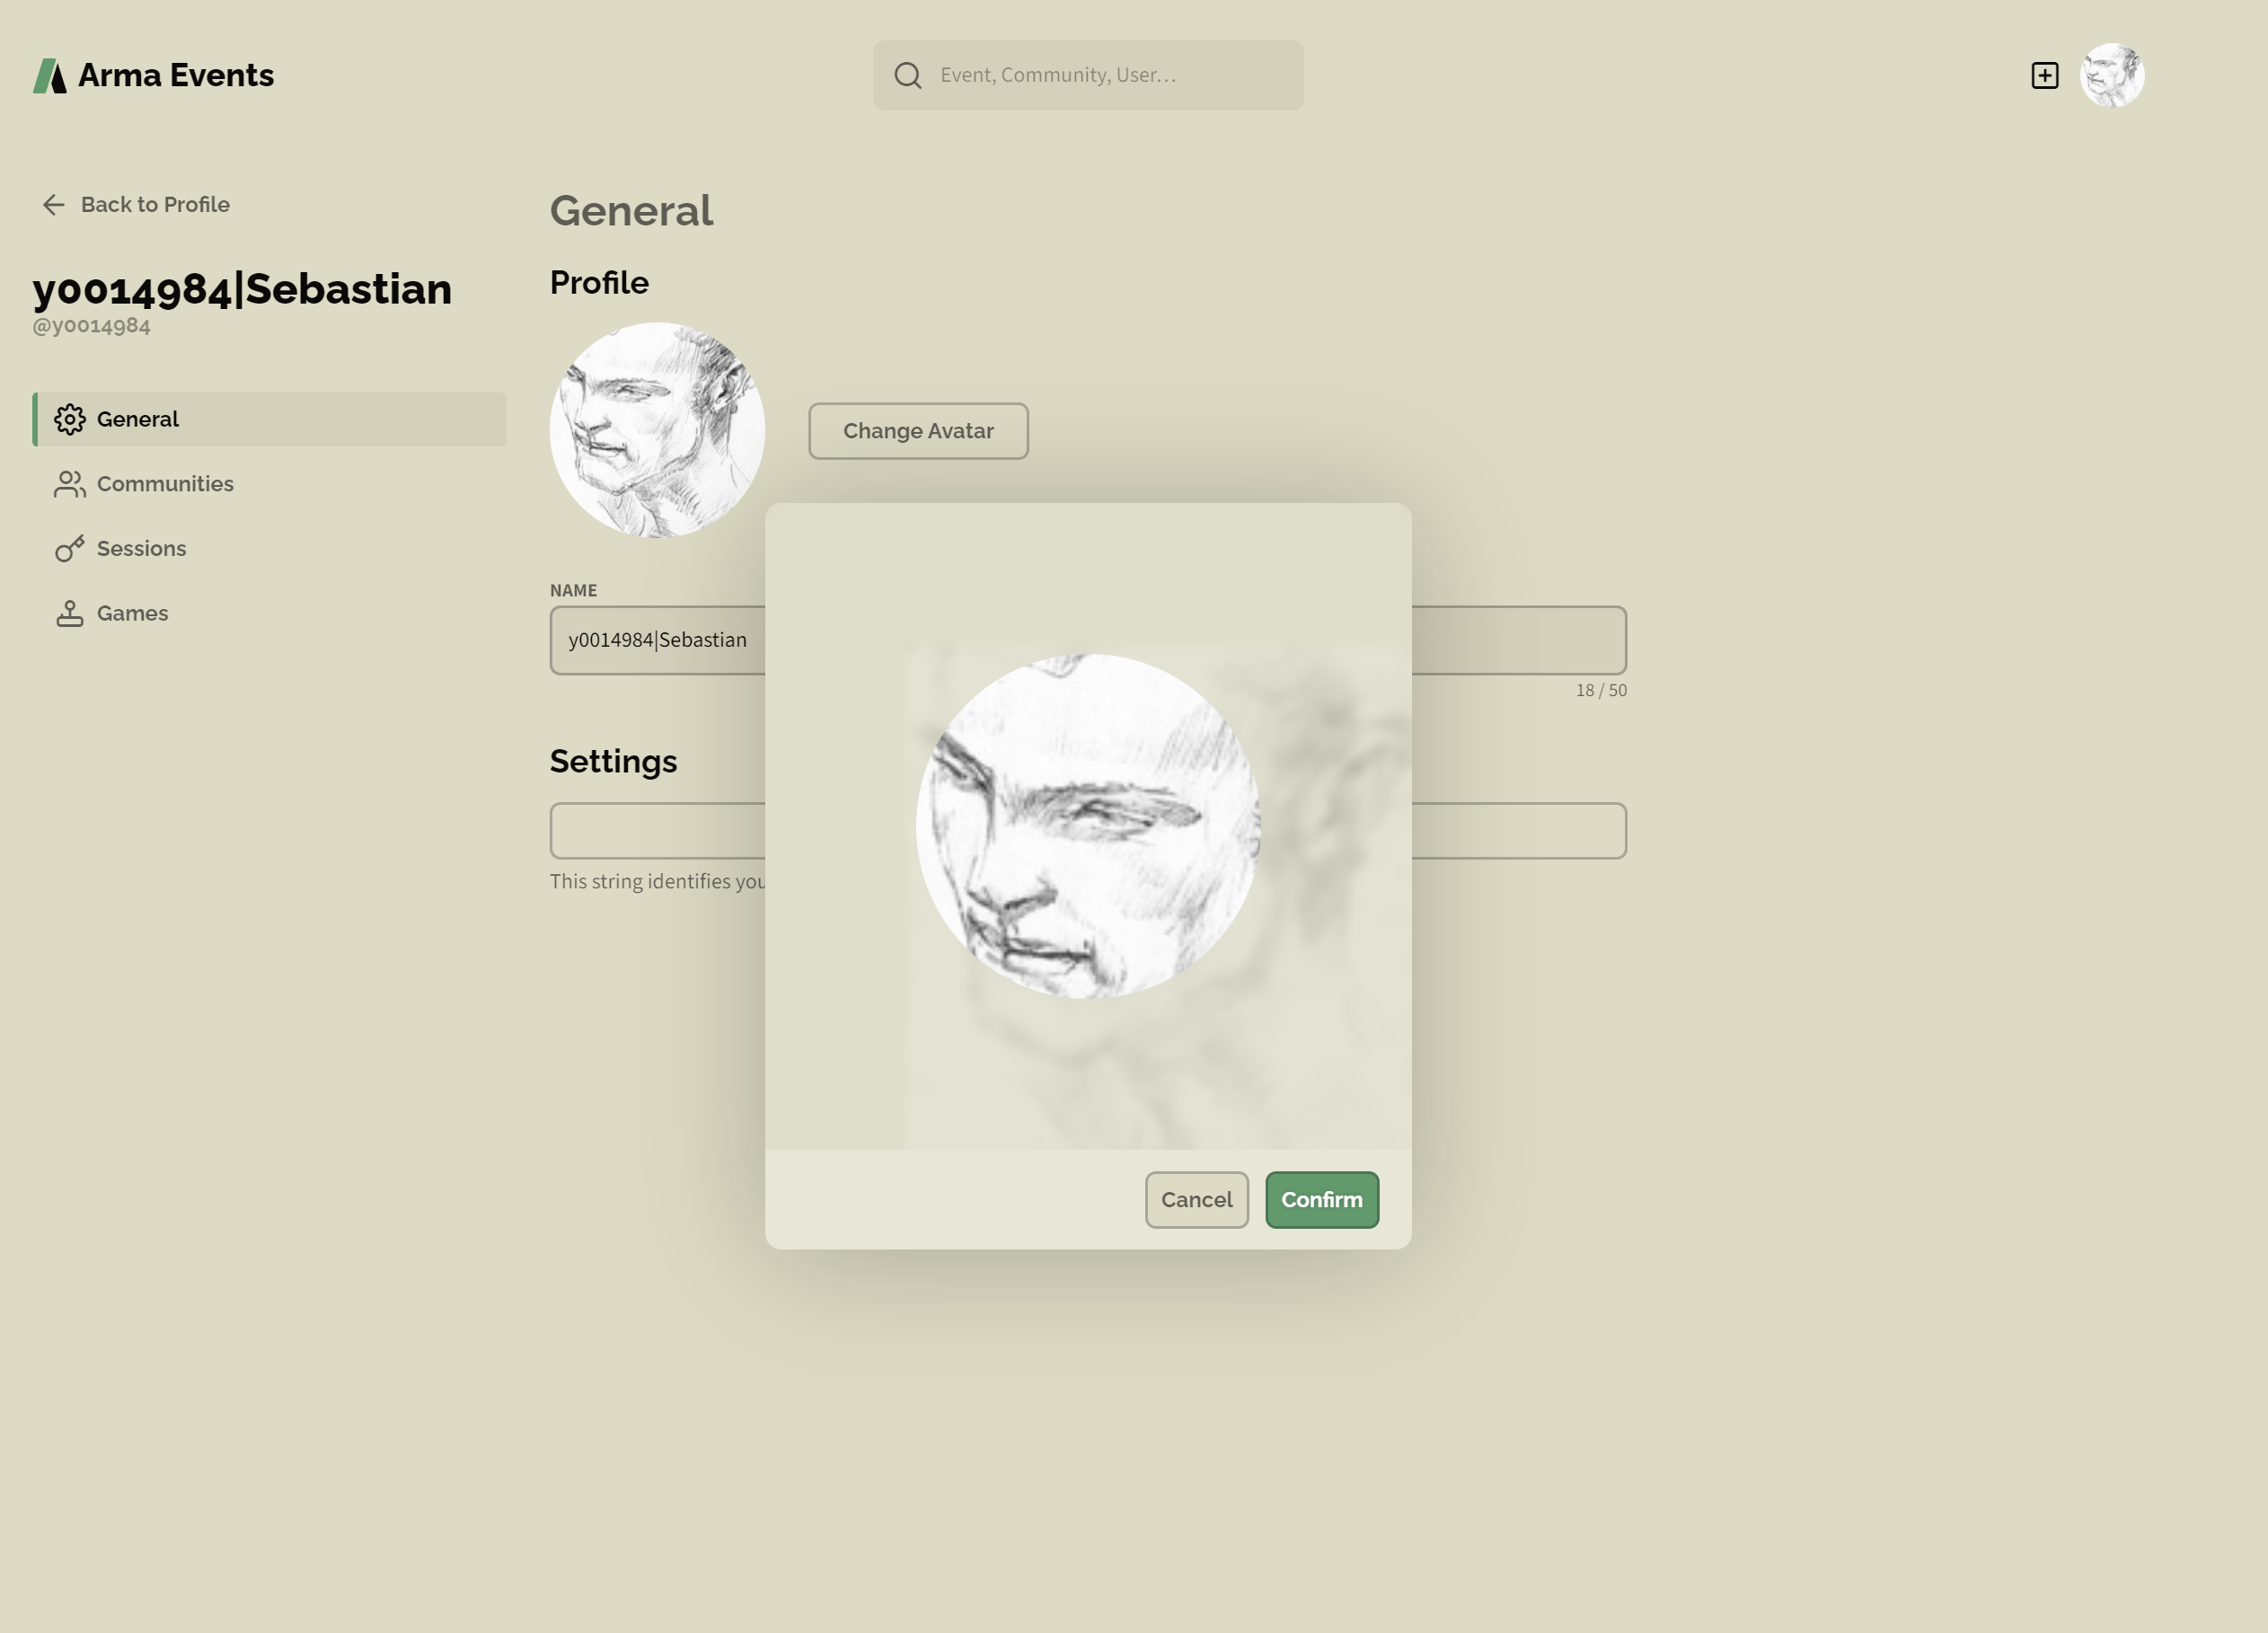 Arma Events
Event, Community, User...
Back to Profile
y0014984|Sebastian
@y0014984
General
Communities
Sessions
Games
General
Profile
Change Avatar
NAME
y0014984|Sebastian
18 / 50
Settings
This string identifies you
Cancel
Confirm